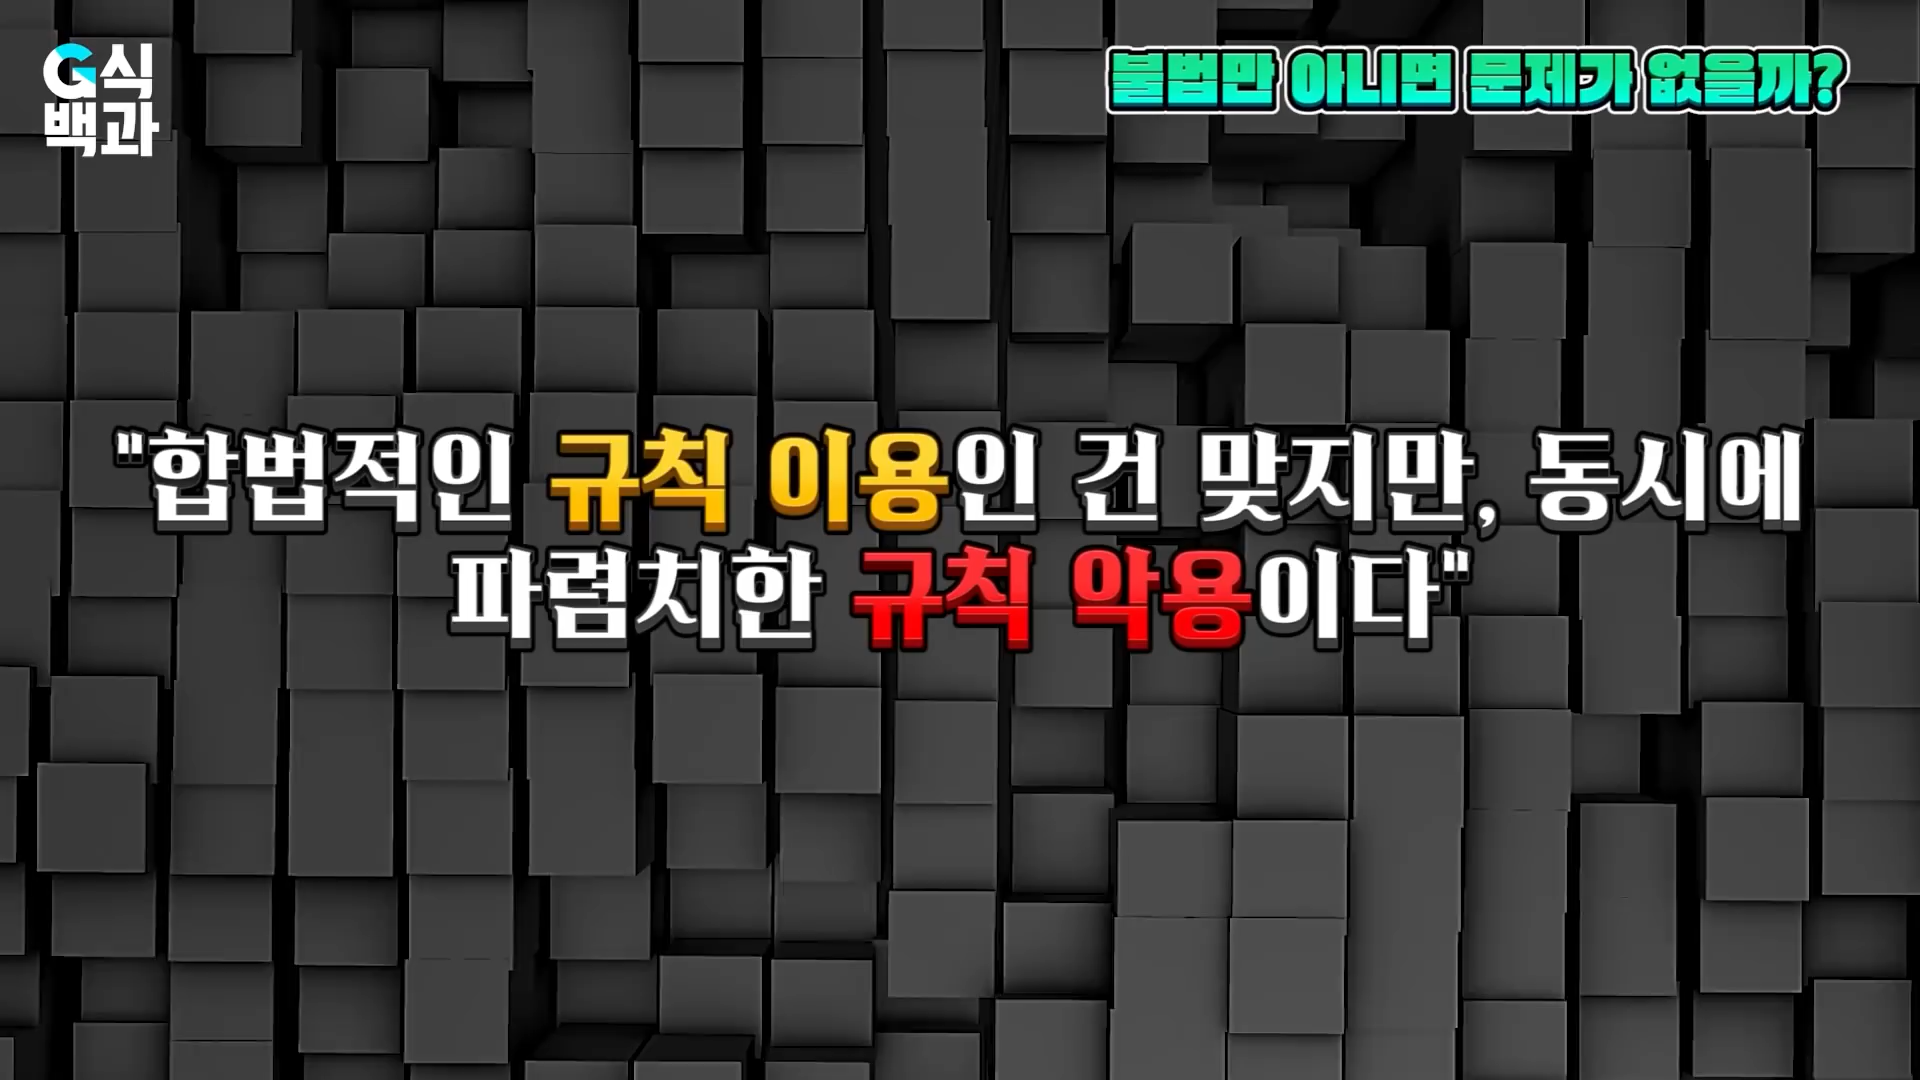 G식
백과
불법만 아니면 문제가 없을까?
"합법적인 규칙 이용인 건 맞지만, 동시에
파렴치한 규칙 악용이다"